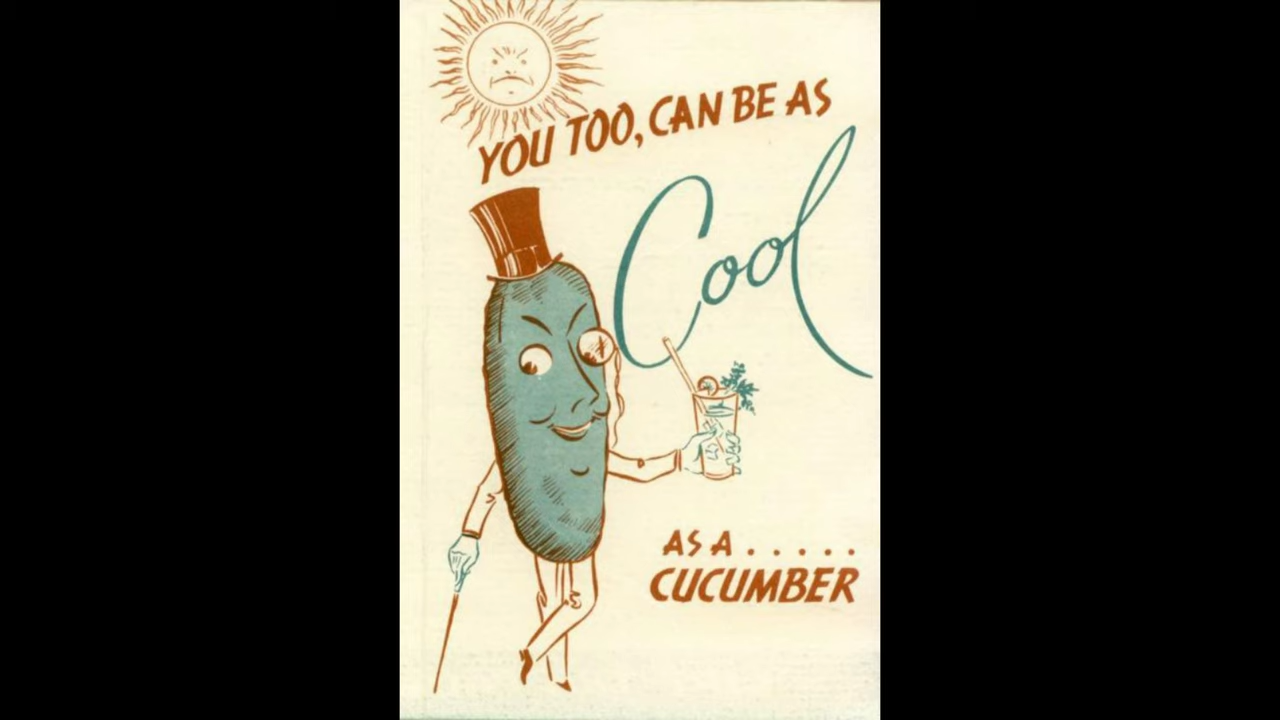 YOU TOO, CAN BE AS
Cool
AS A . . . . .
CUCUMBER